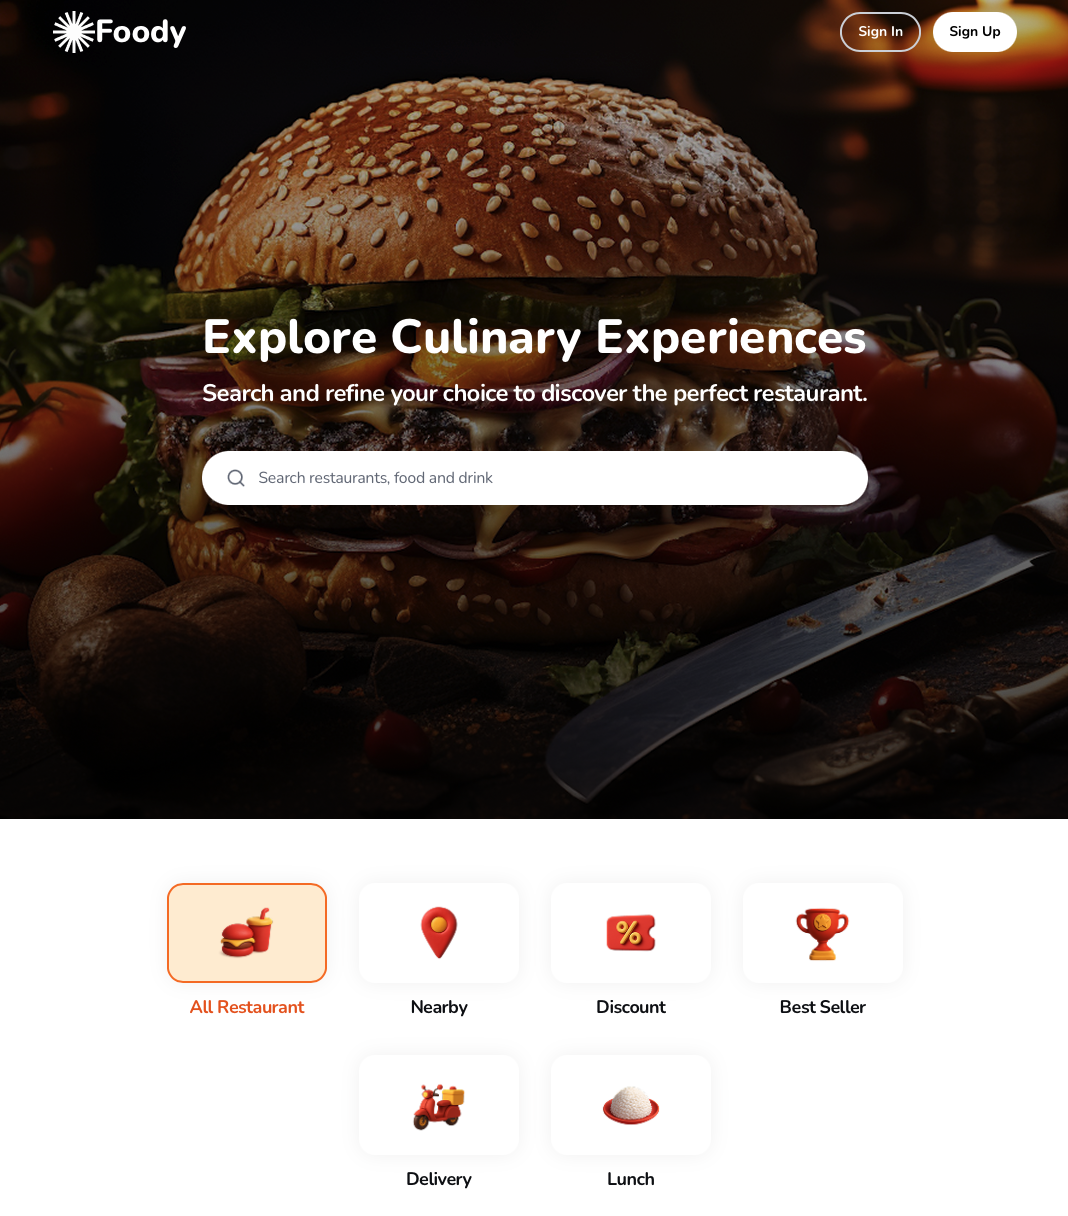 Foody
Sign In
Sign Up
Explore Culinary Experiences
Search and refine your choice to discover the perfect restaurant.
Search restaurants, food and drink
%
All Restaurant
Nearby
Discount
Best Seller
Delivery
Lunch